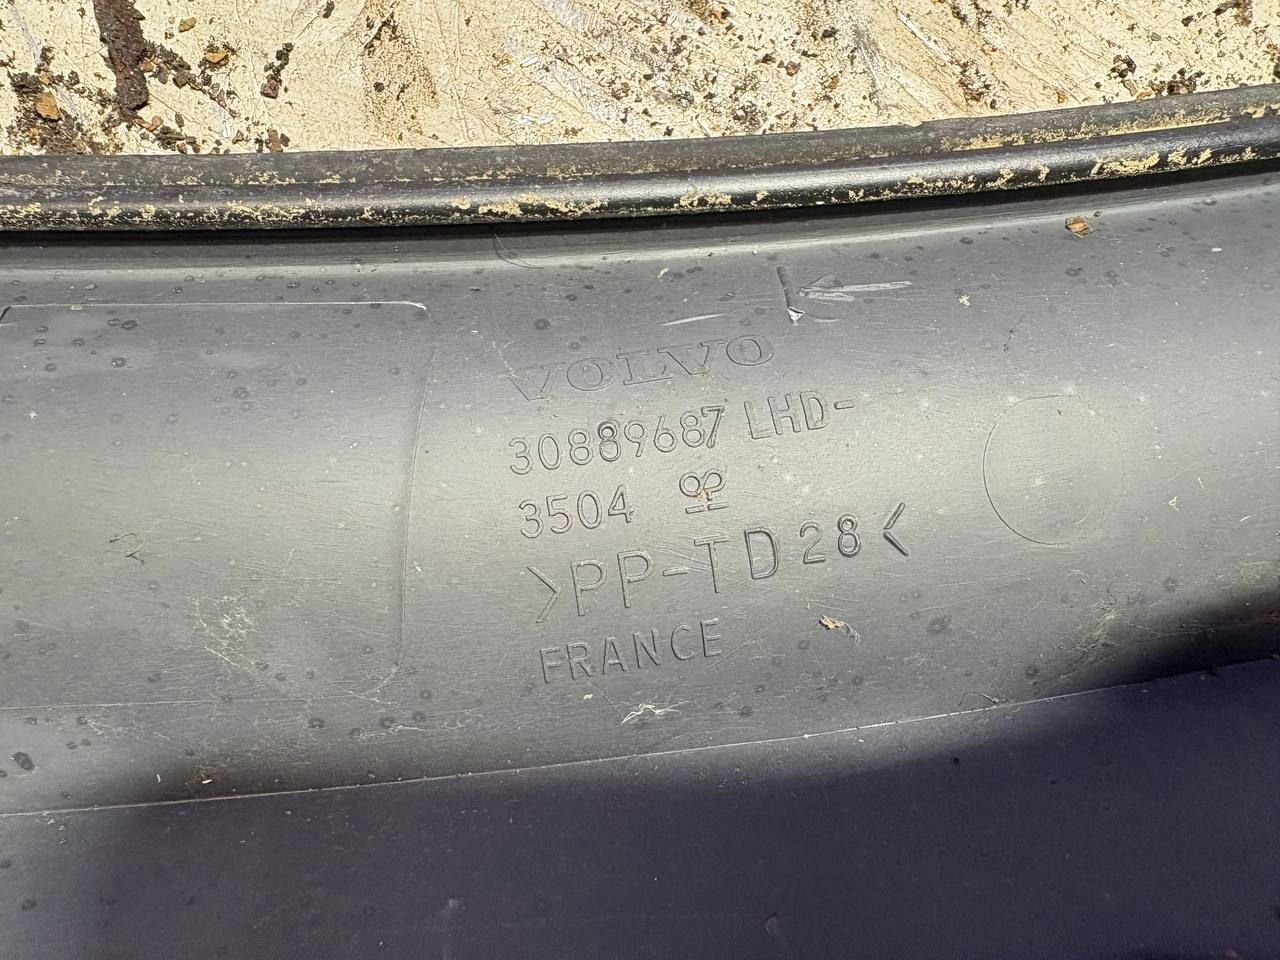 VOLVO
30889687 LHD-
3504
>PP-TD28<
FRANCE